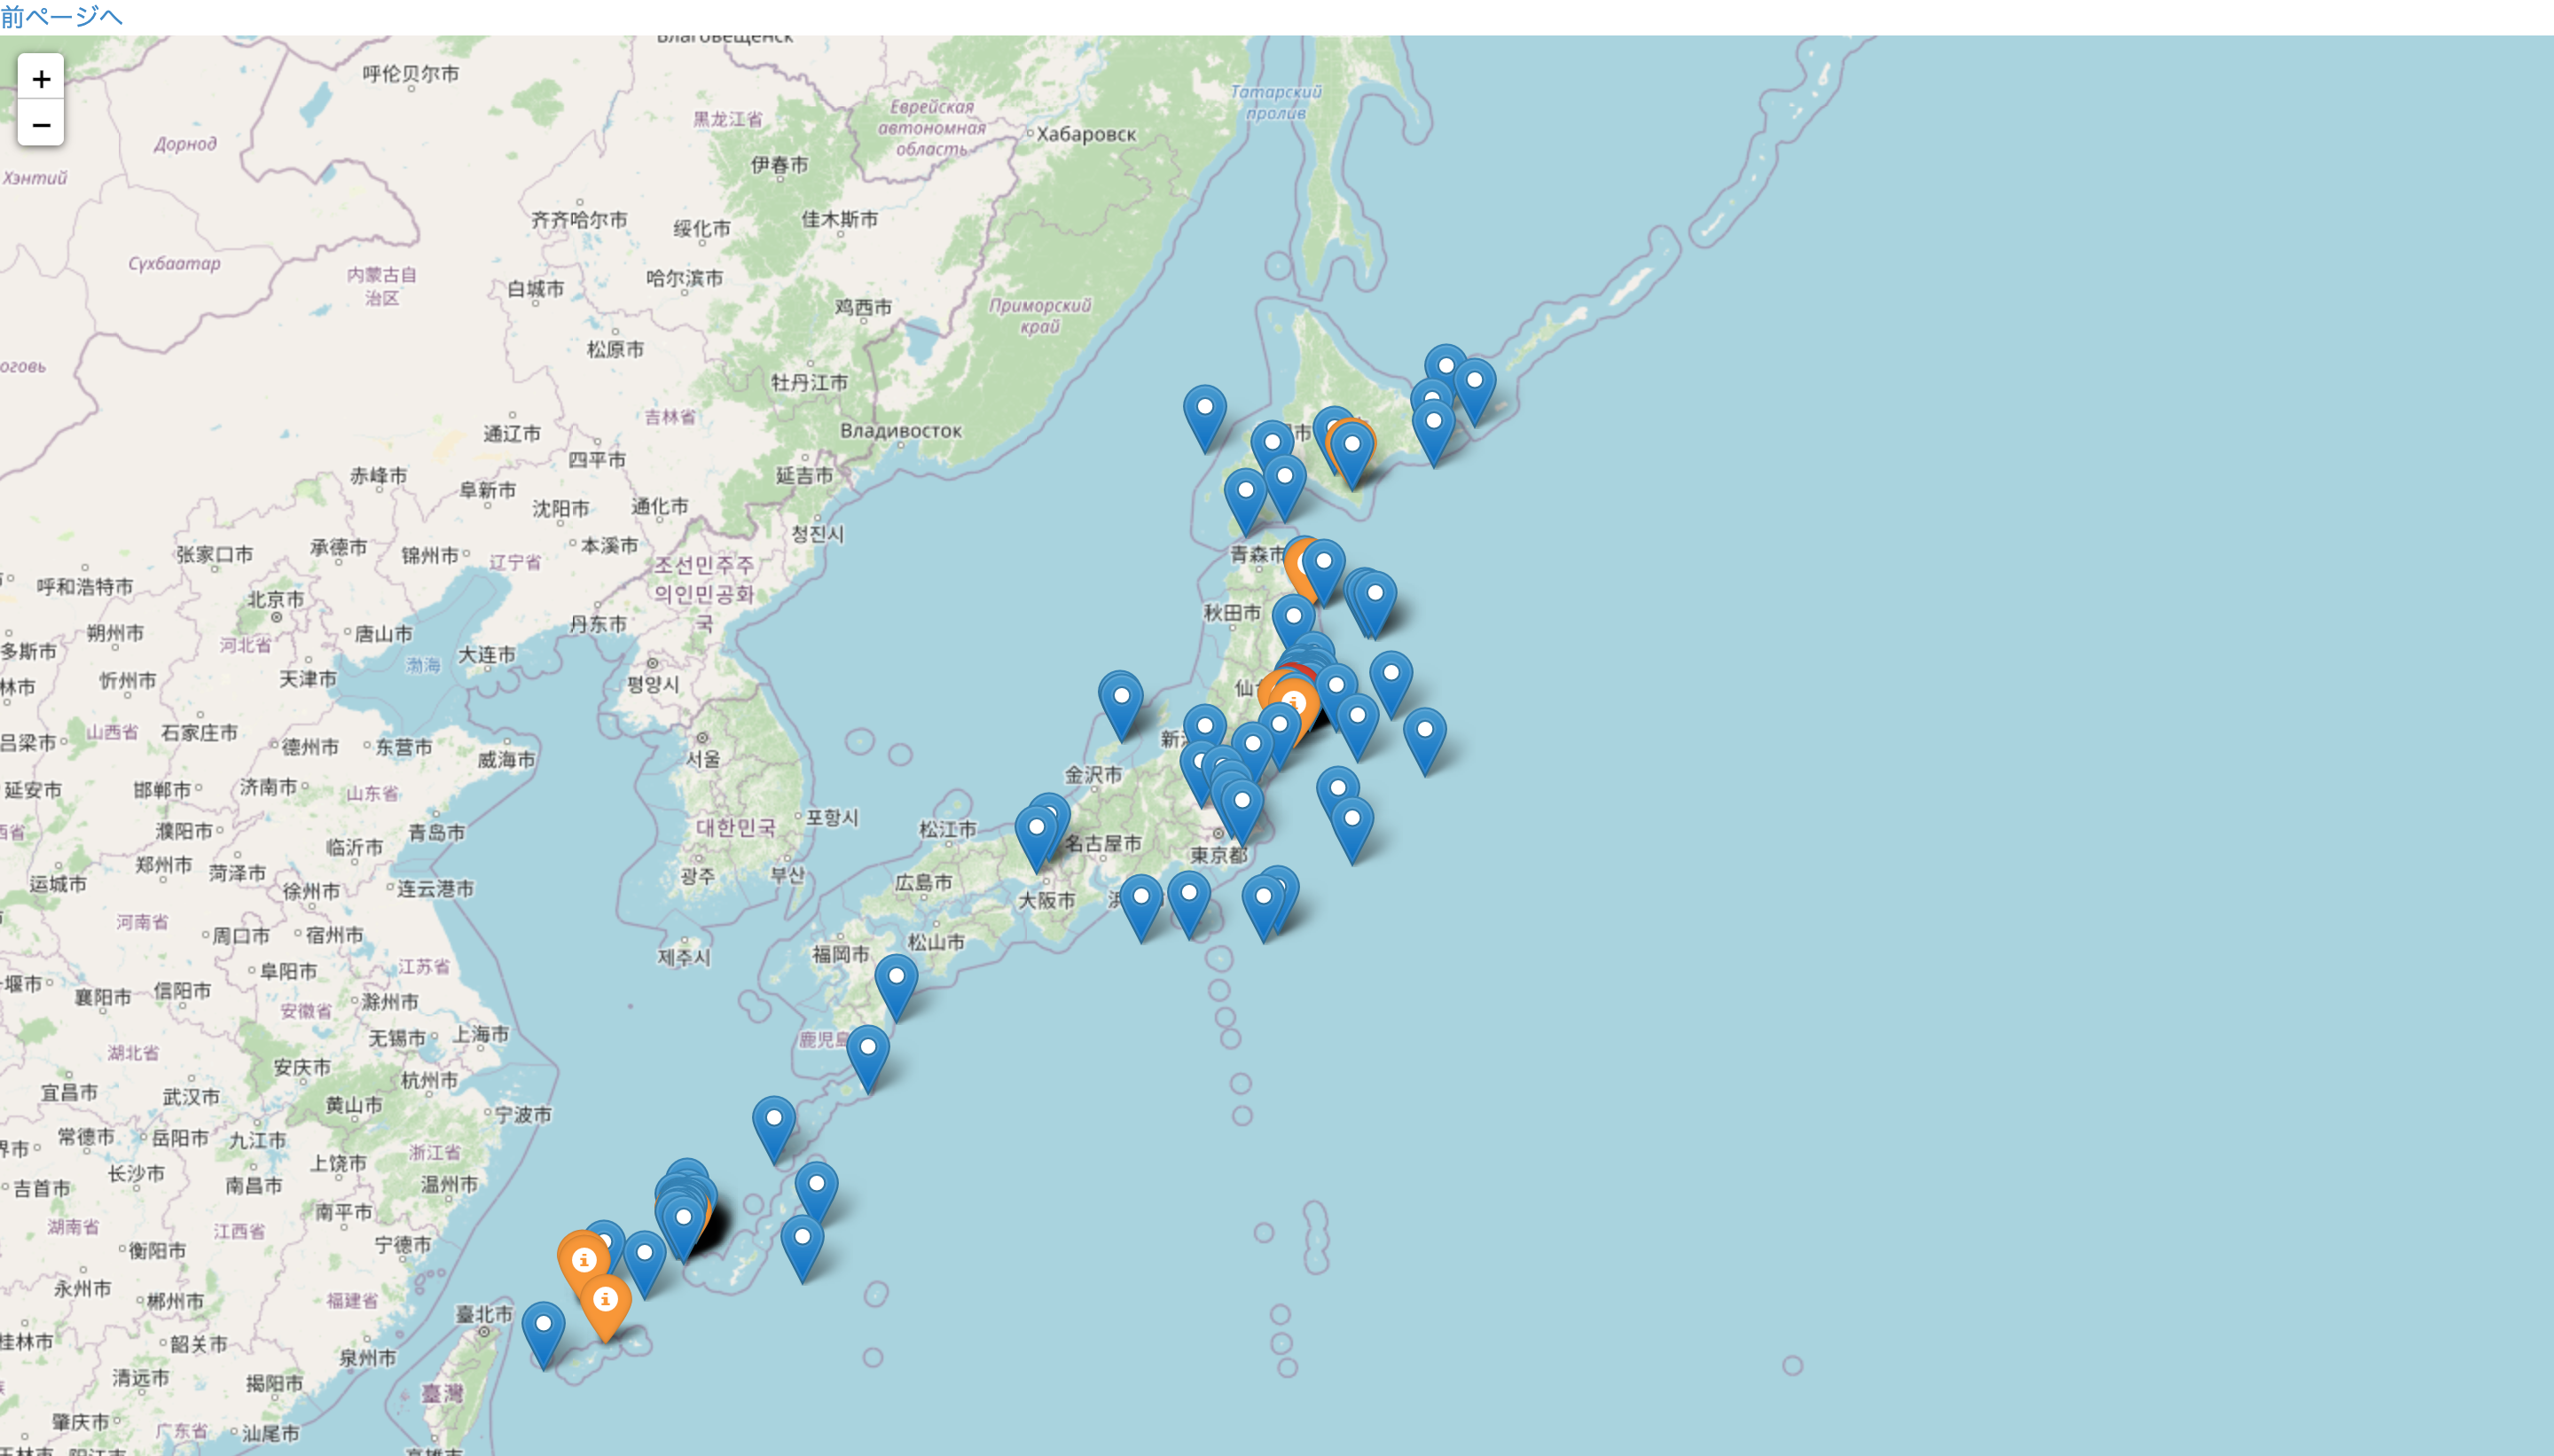 前ページへ
Благовещенск
+
−
呼伦贝尔市
Татарский
пролив
Еврейская
автономная
область
黑龙江省
Хабаровск
Дорнод
伊春市
Хэнтий
齐齐哈尔市
绥化市
佳木斯市
Сүхбаатар
内蒙古自
治区
哈尔滨市
白城市
鸡西市
Приморский
край
松原市
говь
牡丹江市
吉林省
通辽市
Владивосток
市
四平市
赤峰市
延吉市
阜新市
沈阳市
通化市
청진시
张家口市
承德市
锦州市
辽宁省
本溪市
青森市
조선민주주
의인민공화
국
呼和浩特市
北京市
秋田市
朔州市
唐山市
丹东市
河北省
多斯市
渤海
大连市
天津市
林市
忻州市
평양시
仙
山西省
石家庄市
吕梁市
德州市
东营市
新
威海市
서울
金沢市
延安市
邯郸市
济南市
山东省
포항시
西省
濮阳市
青岛市
대한민국
松江市
名古屋市
临沂市
東京都
郑州市
菏泽市
运城市
徐州市
连云港市
광주
부산
広島市
大阪市
浜
河南省
周口市
宿州市
松山市
福岡市
제주시
江苏省
阜阳市
堰市
襄阳市
信阳市
滁州市
安徽省
无锡市
上海市
鹿児島
湖北省
安庆市
杭州市
宜昌市
武汉市
黄山市
宁波市
界市
常德市
岳阳市
九江市
浙江省
上饶市
长沙市
吉首市
南昌市
温州市
湖南省
江西省
南平市
衡阳市
宁德市
永州市
郴州市
福建省
臺北市
桂林市
韶关市
泉州市
清远市
揭阳市
臺灣
肇庆市
广东省
汕尾市
高雄市